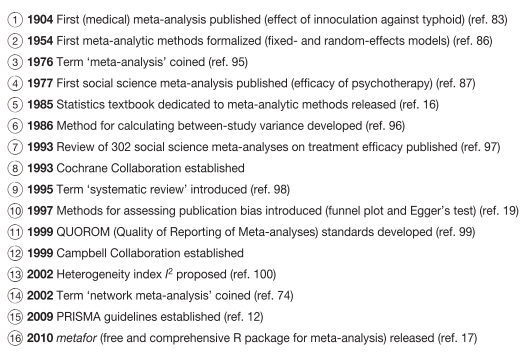 1 1904 First (medical) meta-analysis published (effect of innoculation against typhoid) (ref. 83)
2 1954 First meta-analytic methods formalized (fixed- and random-effects models) (ref. 86)
3 1976 Term ‘meta-analysis’ coined (ref. 95)
4 1977 First social science meta-analysis published (efficacy of psychotherapy) (ref. 87)
5 1985 Statistics textbook dedicated to meta-analytic methods released (ref. 16)
6 1986 Method for calculating between-study variance developed (ref. 96)
7 1993 Review of 302 social science meta-analyses on treatment efficacy published (ref. 97)
8 1993 Cochrane Collaboration established
9 1995 Term ‘systematic review’ introduced (ref. 98)
10 1997 Methods for assessing publication bias introduced (funnel plot and Egger’s test) (ref. 19)
11 1999 QUOROM (Quality of Reporting of Meta-analyses) standards developed (ref. 99)
12 1999 Campbell Collaboration established
13 2002 Heterogeneity index I² proposed (ref. 100)
14 2002 Term ‘network meta-analysis’ coined (ref. 74)
15 2009 PRISMA guidelines established (ref. 12)
16 2010 metafor (free and comprehensive R package for meta-analysis) released (ref. 17)